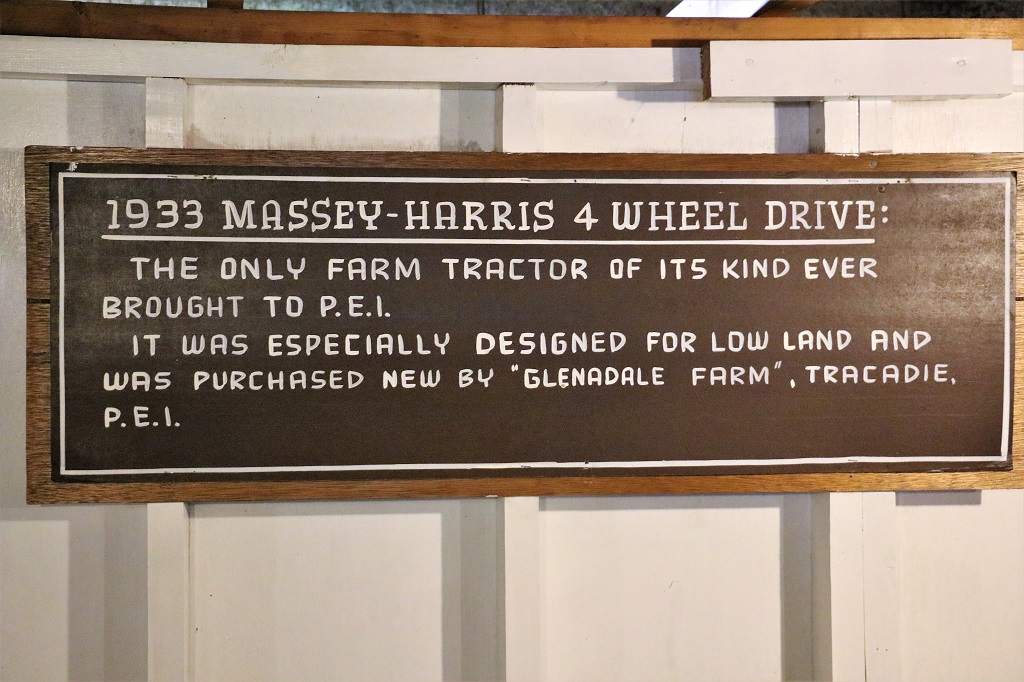 1933 MASSEY-HARRIS 4 WHEEL DRIVE:
THE ONLY FARM TRACTOR OF ITS KIND EVER
BROUGHT TO P.E.I.
IT WAS ESPECIALLY DESIGNED FOR LOW LAND AND
WAS PURCHASED NEW BY "GLENADALE FARM", TRACADIE,
P.E.I.